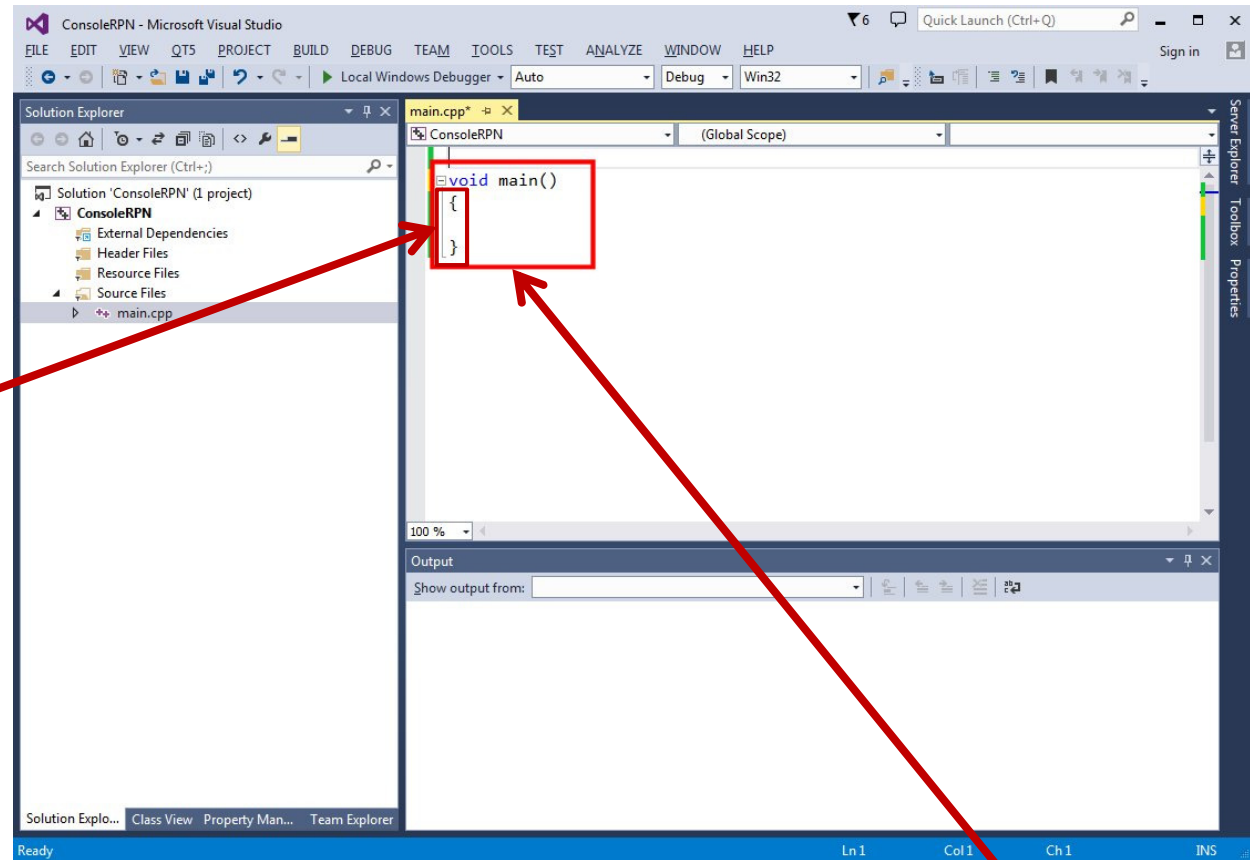 ConsoleRPN - Microsoft Visual Studio
6
Quick Launch (Ctrl+Q)
FILE EDIT VIEW QT5 PROJECT BUILD DEBUG TEAM TOOLS TEST ANALYZE WINDOW HELP
Sign in
Local Windows Debugger
Auto
Debug
Win32
Solution Explorer
Search Solution Explorer (Ctrl+;)
Solution 'ConsoleRPN' (1 project)
ConsoleRPN
External Dependencies
Header Files
Resource Files
Source Files
main.cpp
Solution Explo... Class View Property Man... Team Explorer
main.cpp*
ConsoleRPN
(Global Scope)
void main()
{
}
100 %
Output
Show output from:
Server Explorer
Toolbox
Properties
Ready
Ln 1 Col 1 Ch 1 INS